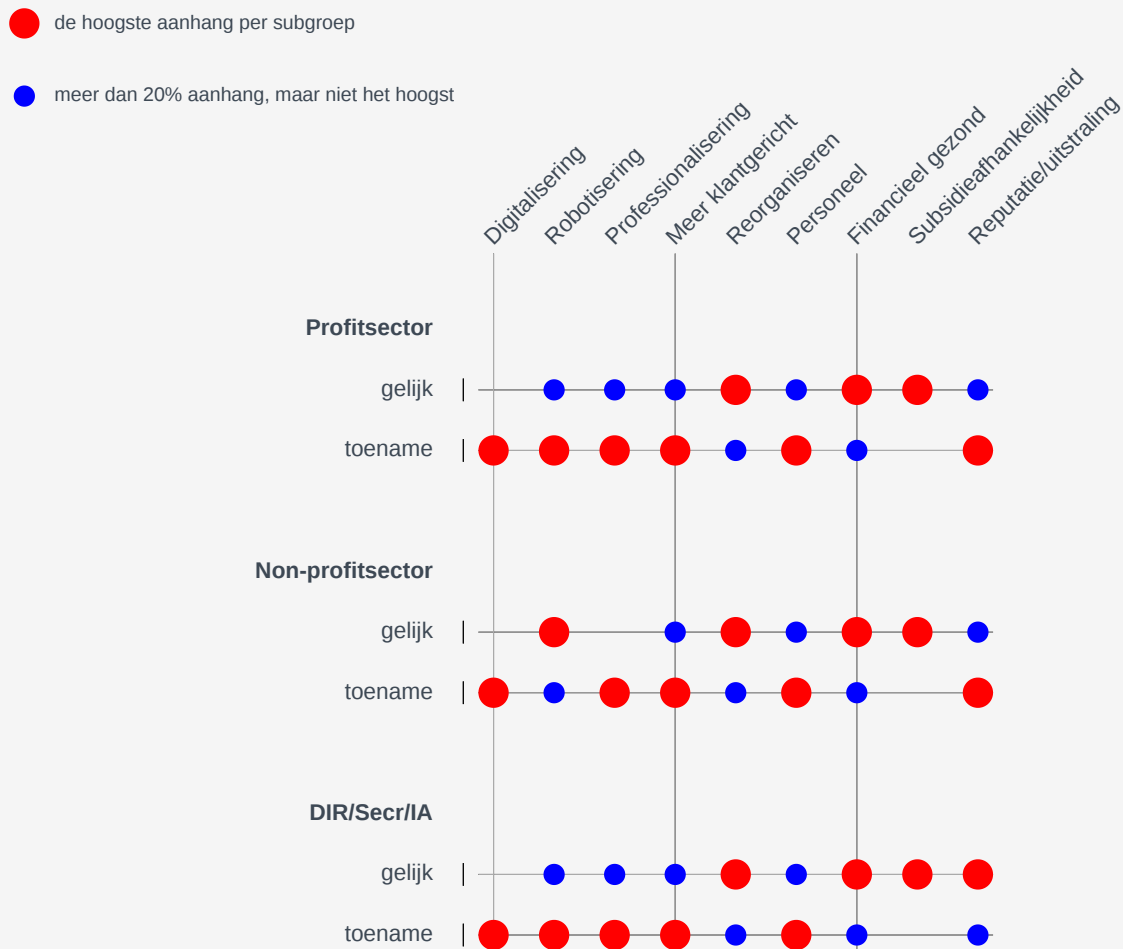 de hoogste aanhang per subgroep
meer dan 20% aanhang, maar niet het hoogst
Digitalisering
Robotisering
Professionalisering
Meer klantgericht
Reorganiseren
Personeel
Financieel gezond
Subsidieafhankelijkheid
Reputatie/uitstraling
Profitsector
gelijk
toename
Non-profitsector
gelijk
toename
DIR/Secr/IA
gelijk
toename